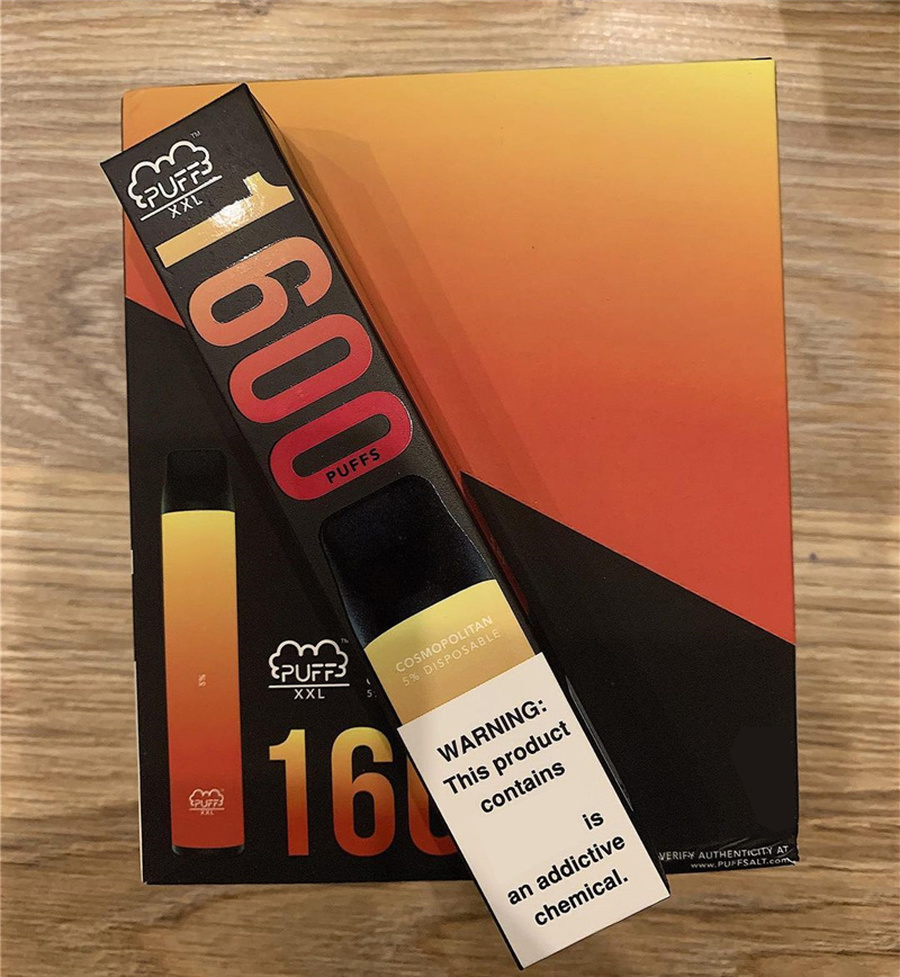 PUFF
XXL
1600
PUFFS
COSMOPOLITAN
5% DISPOSABLE
WARNING:
This product
contains
is
an addictive
chemical.
5%
PUFF
XXL
PUFF
XXL
160
VERIFY AUTHENTICITY AT
www.PUFFSALT.com